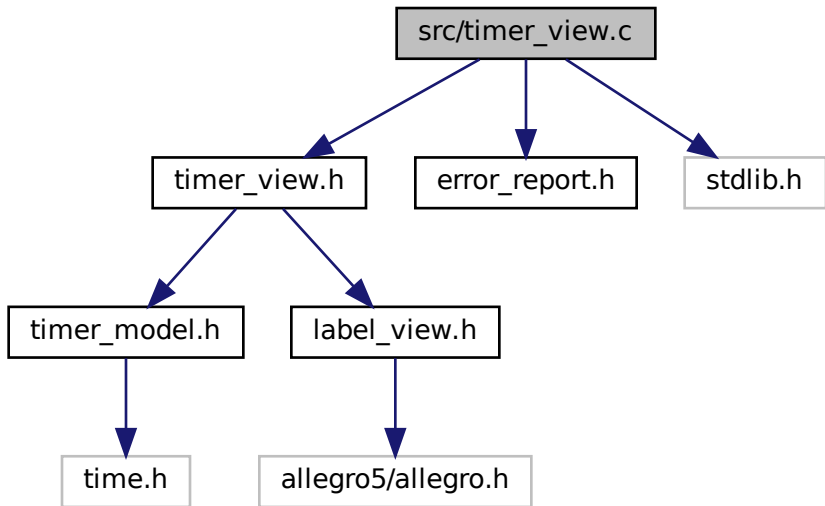 src/timer_view.c
timer_view.h
error_report.h
stdlib.h
timer_model.h
label_view.h
time.h
allegro5/allegro.h